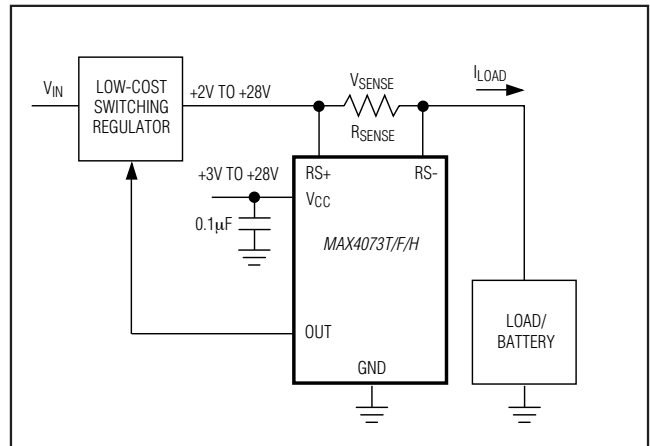 VIN
LOW-COST
SWITCHING
REGULATOR
+2V TO +28V
VSENSE
RSENSE
ILOAD
+3V TO +28V
RS+
RS-
VCC
0.1µF
MAX4073T/F/H
OUT
GND
LOAD/
BATTERY